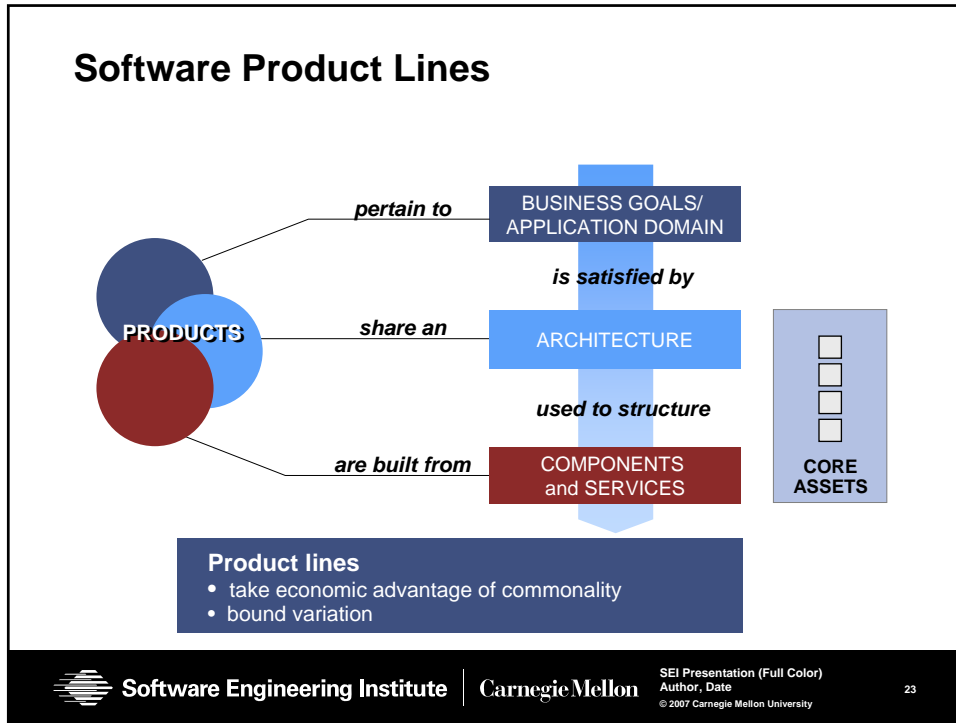 Software Product Lines
pertain to
BUSINESS GOALS/
APPLICATION DOMAIN
is satisfied by
PRODUCTS
share an
ARCHITECTURE
used to structure
are built from
COMPONENTS
and SERVICES
CORE
ASSETS
Product lines
• take economic advantage of commonality
• bound variation
Software Engineering Institute
Carnegie Mellon
SEI Presentation (Full Color)
Author, Date
© 2007 Carnegie Mellon University
23